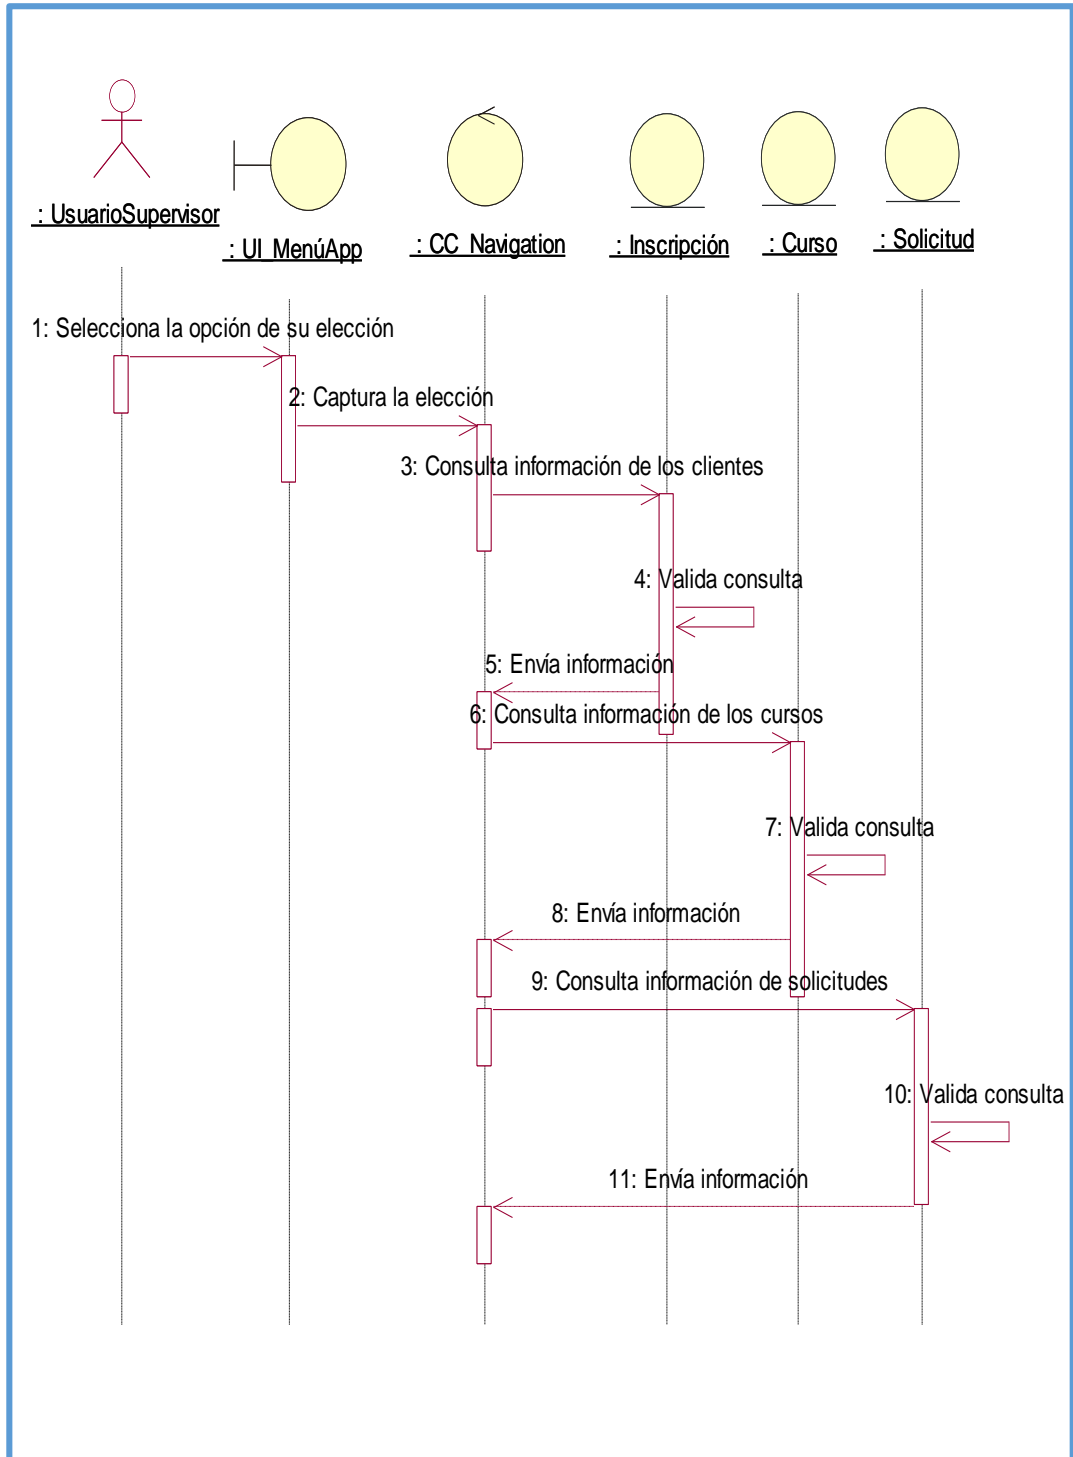 : UsuarioSupervisor
: UI_MenúApp
: CC_Navigation
: Inscripción
: Curso
: Solicitud
1: Selecciona la opción de su elección
2: Captura la elección
3: Consulta información de los clientes
4: Valida consulta
5: Envía información
6: Consulta información de los cursos
7: Valida consulta
8: Envía información
9: Consulta información de solicitudes
10: Valida consulta
11: Envía información